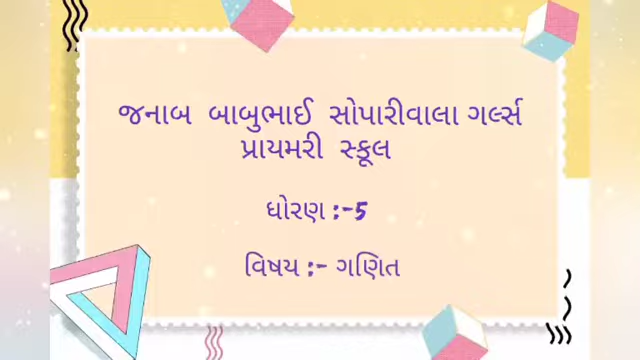 જનાબ બાબુભાઈ સોપારીવાલા ગર્લ્સ
પ્રાયમરી સ્કૂલ
ધોરણ :-5
વિષય :- ગણિત